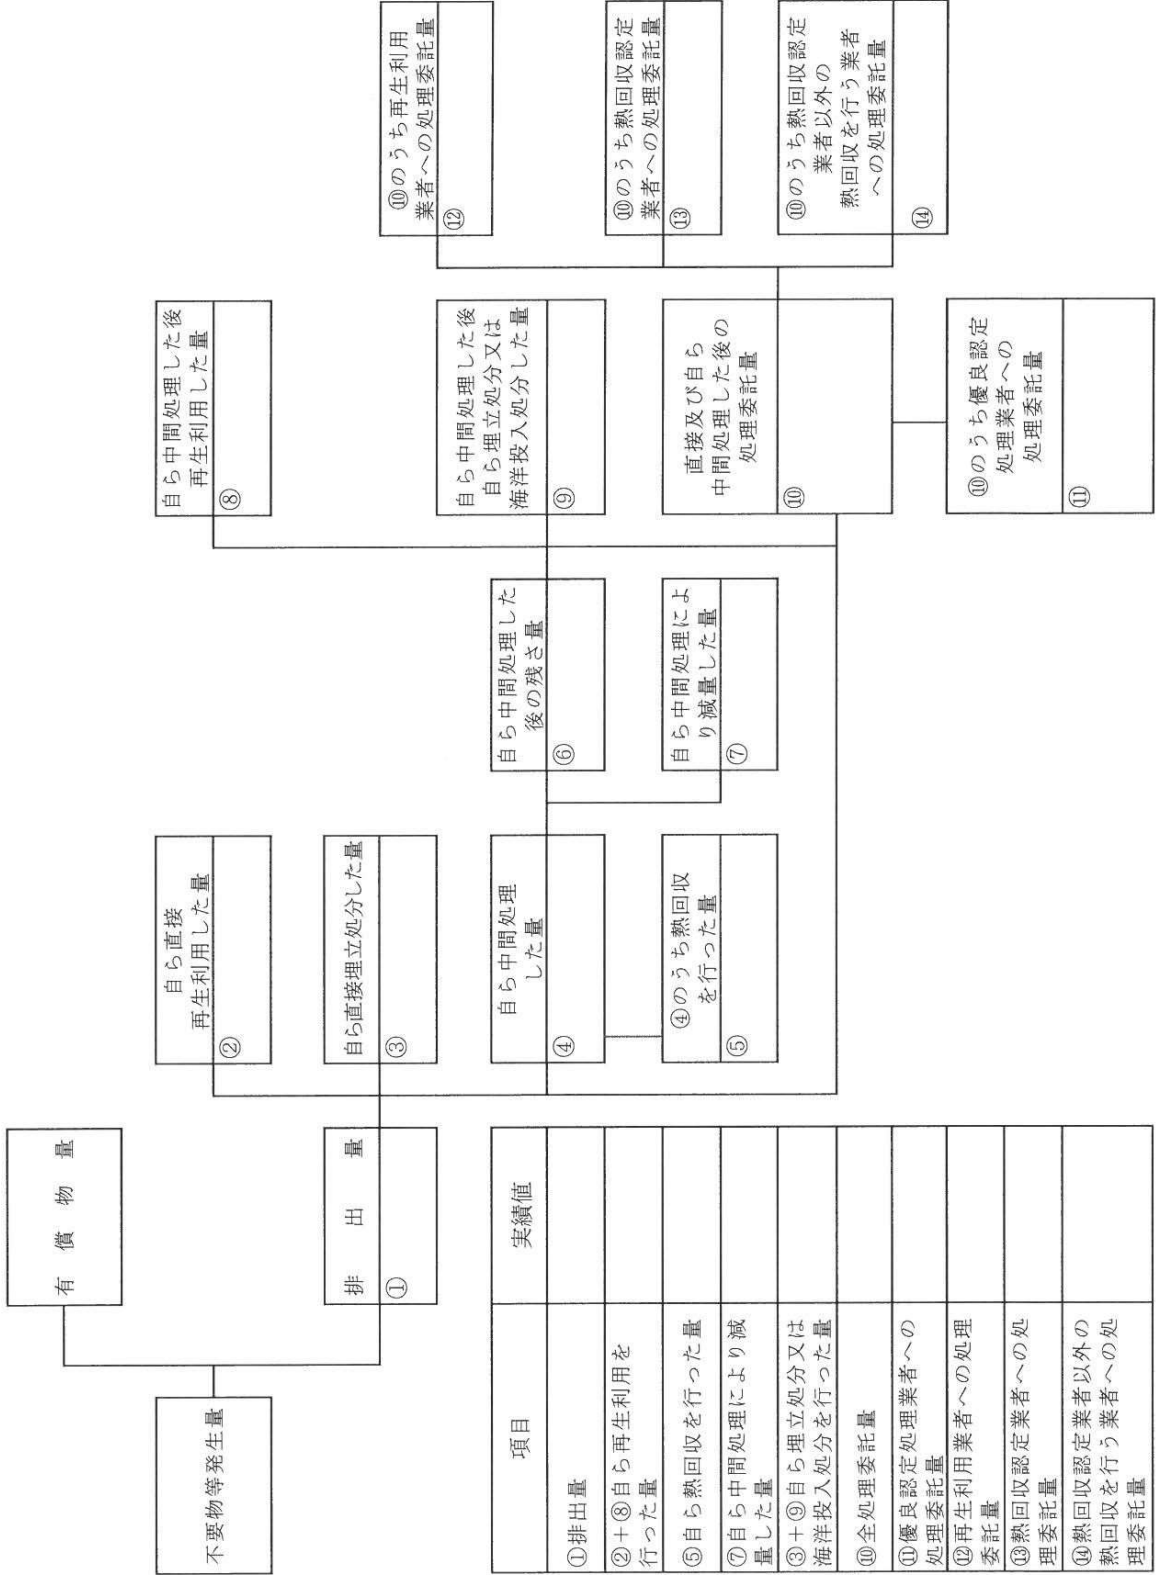 不要物等発生量
有償物量
排出量
①
自ら直接
再生利用した量
②
自ら直接埋立処分した量
③
自ら中間処理
した量
④
④のうち熱回収
を行った量
⑤
自ら中間処理した
後の残さ量
⑥
自ら中間処理によ
り減量した量
⑦
自ら中間処理した後
再生利用した量
⑧
自ら中間処理した後
自ら埋立処分又は
海洋投入処分した量
⑨
直接及び自ら
中間処理した後の
処理委託量
⑩
⑩のうち優良認定
処理業者への
処理委託量
⑪
⑩のうち再生利用
業者への処理委託量
⑫
⑩のうち熱回収認定
業者への処理委託量
⑬
⑩のうち熱回収認定
業者以外の
熱回収を行う業者
への処理委託量
⑭
項目
実績値
①排出量
②+⑧自ら再生利用を
行った量
⑤自ら熱回収を行った量
⑦自ら中間処理により減
量した量
③+⑨自ら埋立処分又は
海洋投入処分を行った量
⑩全処理委託量
⑪優良認定処理業者への
処理委託量
⑫再生利用業者への処理
委託量
⑬熱回収認定業者への処
理委託量
⑭熱回収認定業者以外の
熱回収を行う業者への処
理委託量